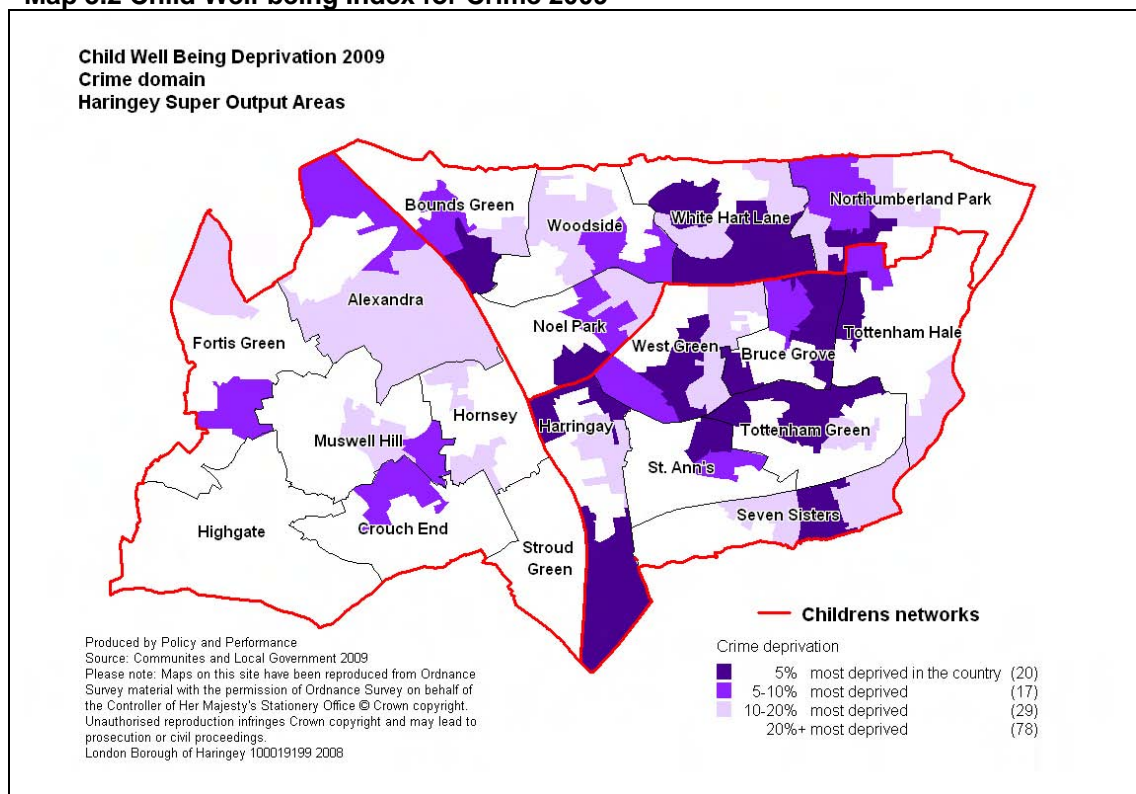 Map 3.2 Child Well-being Index for Crime 2009
Child Well Being Deprivation 2009
Crime domain
Haringey Super Output Areas
Bounds Green
Woodside
White Hart Lane
Northumberland Park
Alexandra
Fortis Green
Noel Park
West Green
Bruce Grove
Tottenham Hale
Muswell Hill
Hornsey
Harringay
Tottenham Green
St. Ann's
Highgate
Crouch End
Stroud
Green
Seven Sisters
Childrens networks
Crime deprivation
5% most deprived in the country (20)
5-10% most deprived (17)
10-20% most deprived (29)
20%+ most deprived (78)
Produced by Policy and Performance
Source: Communites and Local Government 2009
Please note: Maps on this site have been reproduced from Ordnance
Survey material with the permission of Ordnance Survey on behalf of
the Controller of Her Majesty's Stationery Office © Crown copyright.
Unauthorised reproduction infringes Crown copyright and may lead to
prosecution or civil proceedings.
London Borough of Haringey 100019199 2008